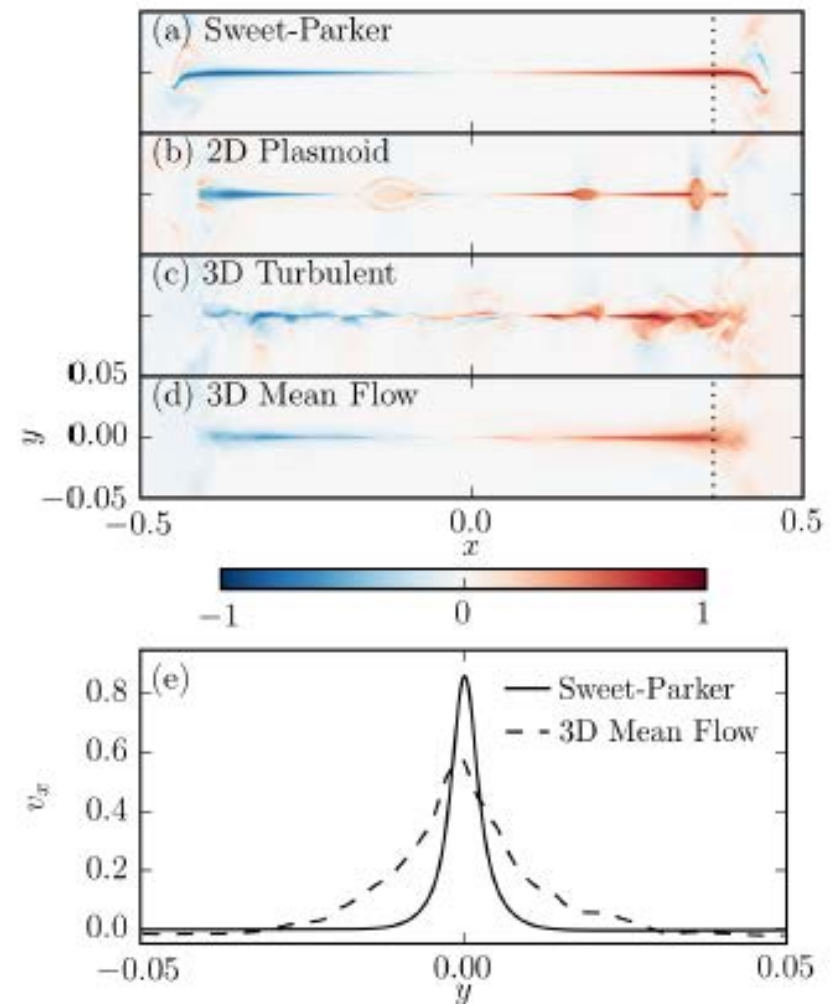 (a) Sweet-Parker
(b) 2D Plasmoid
(c) 3D Turbulent
(d) 3D Mean Flow
0.05
0.00
−0.05
y
−0.5 0.0 0.5
x
−1 0 1
(e)
Sweet-Parker
3D Mean Flow
0.8
0.6
0.4
0.2
0.0
v_x
−0.05 0.00 0.05
y